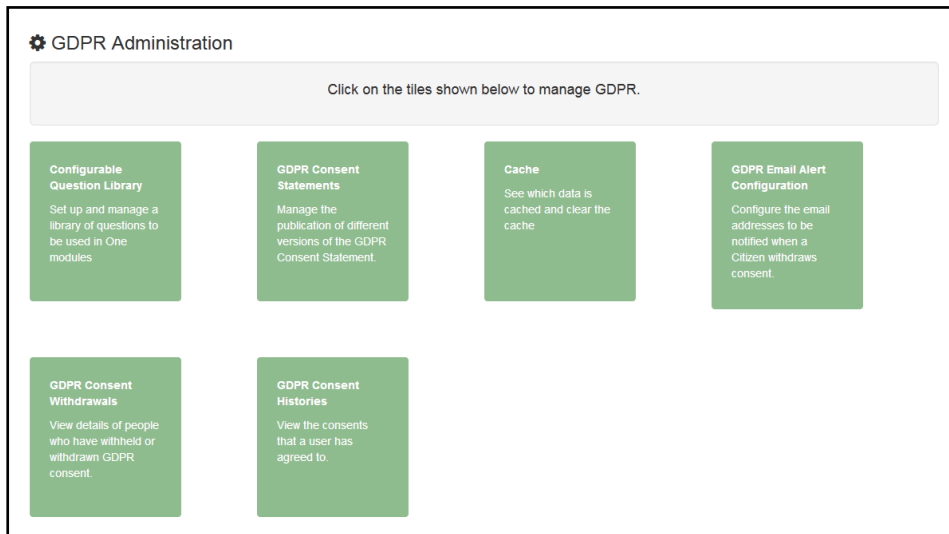 GDPR Administration
Click on the tiles shown below to manage GDPR.
Configurable
Question Library
Set up and manage a
library of questions to
be used in One
modules
GDPR Consent
Statements
Manage the
publication of different
versions of the GDPR
Consent Statement.
Cache
See which data is
cached and clear the
cache
GDPR Email Alert
Configuration
Configure the email
addresses to be
notified when a
Citizen withdraws
consent.
GDPR Consent
Withdrawals
View details of people
who have withheld or
withdrawn GDPR
consent.
GDPR Consent
Histories
View the consents
that a user has
agreed to.